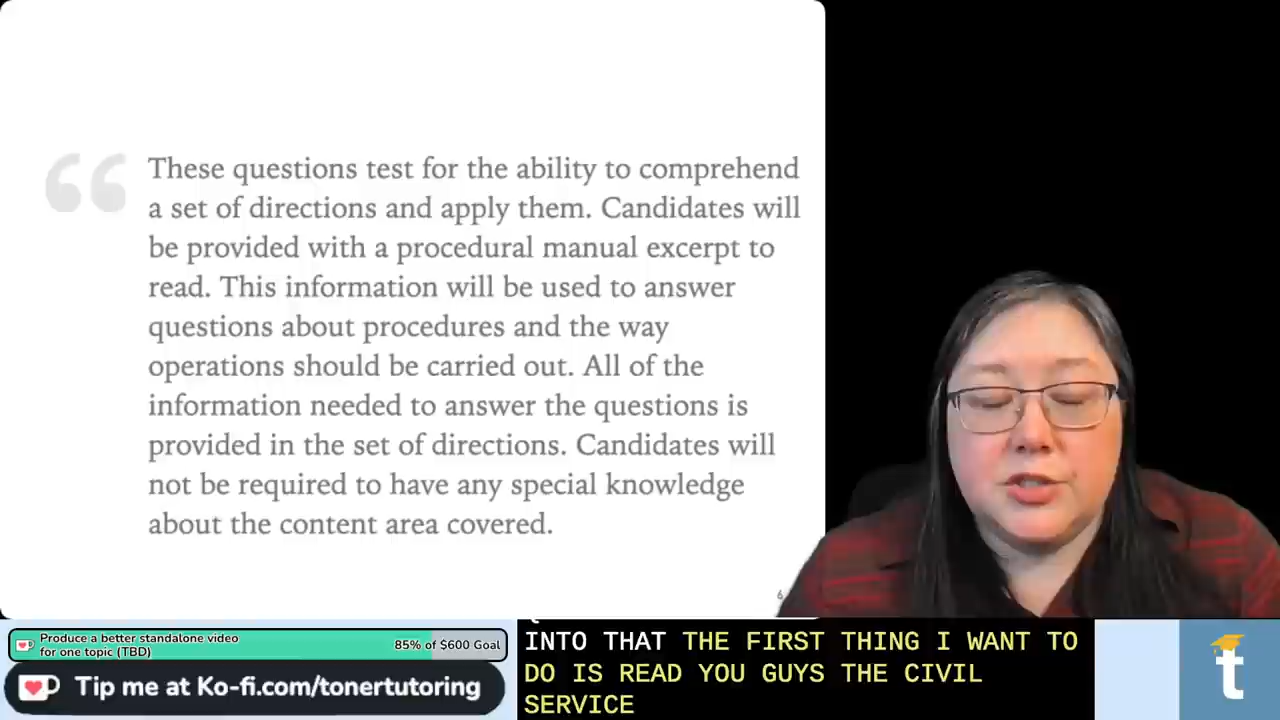 These questions test for the ability to comprehend
a set of directions and apply them. Candidates will
be provided with a procedural manual excerpt to
read. This information will be used to answer
questions about procedures and the way
operations should be carried out. All of the
information needed to answer the questions is
provided in the set of directions. Candidates will
not be required to have any special knowledge
about the content area covered.
6
Produce a better standalone video
for one topic (TBD)
85% of $600 Goal
Tip me at Ko-fi.com/tonertutoring
INTO THAT THE FIRST THING I WANT TO
DO IS READ YOU GUYS THE CIVIL
SERVICE
t